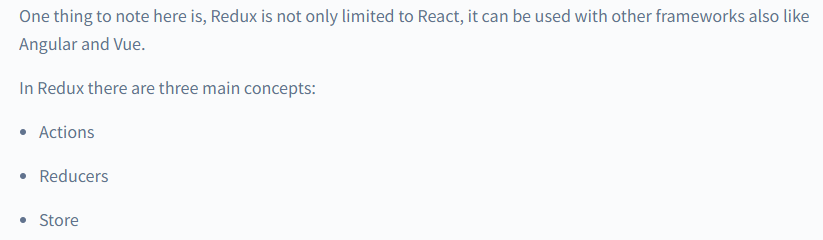 One thing to note here is, Redux is not only limited to React, it can be used with other frameworks also like
Angular and Vue.
In Redux there are three main concepts:
• Actions
• Reducers
• Store